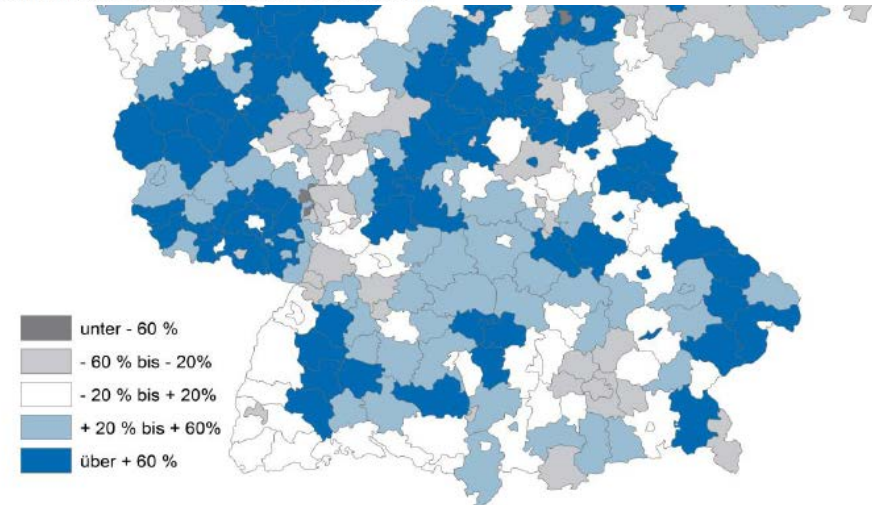 unter - 60 %
- 60 % bis - 20%
- 20 % bis + 20%
+ 20 % bis + 60%
über + 60 %